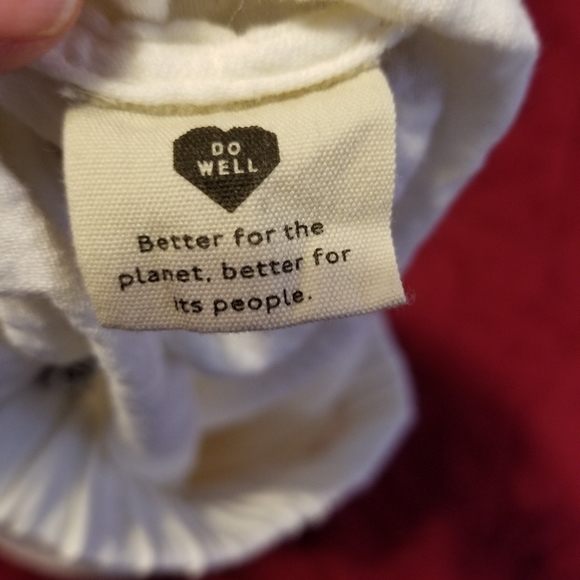 DO
WELL
Better for the
planet, better for
its people.